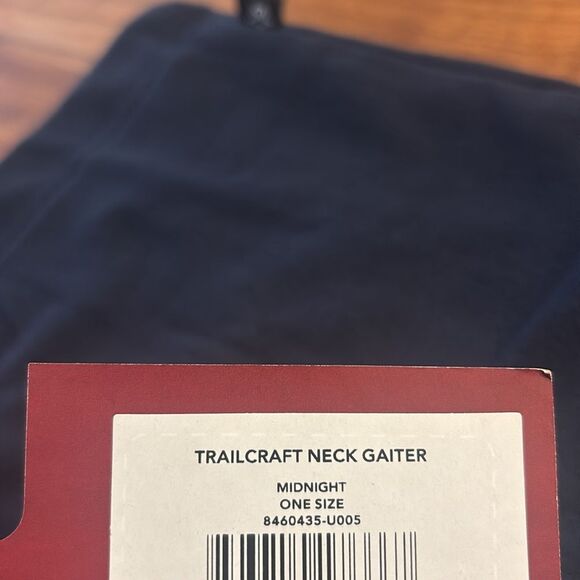 TRAILCRAFT NECK GAITER
MIDNIGHT
ONE SIZE
8460435-U005